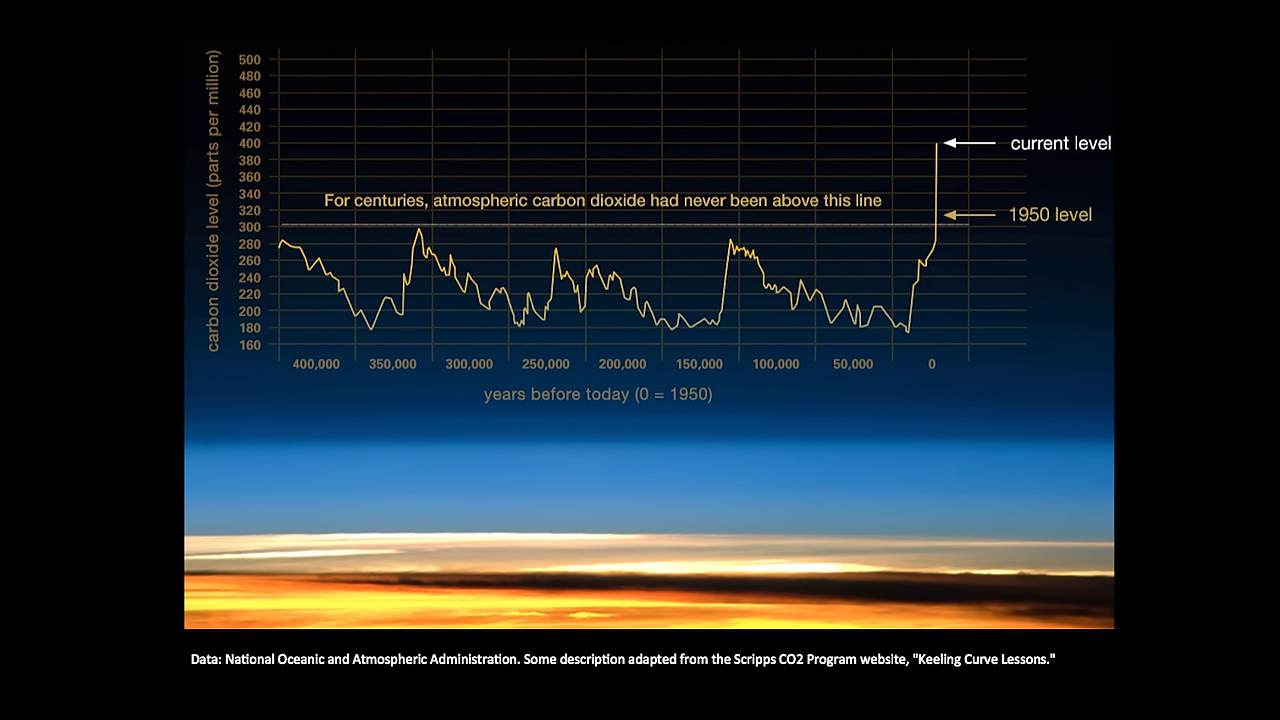 carbon dioxide level (parts per million)
500
480
460
440
420
400
380
360
340
320
300
280
260
240
220
200
180
160
current level
For centuries, atmospheric carbon dioxide had never been above this line
1950 level
400,000 350,000 300,000 250,000 200,000 150,000 100,000 50,000 0
years before today (0 = 1950)
Data: National Oceanic and Atmospheric Administration. Some description adapted from the Scripps CO2 Program website, "Keeling Curve Lessons."